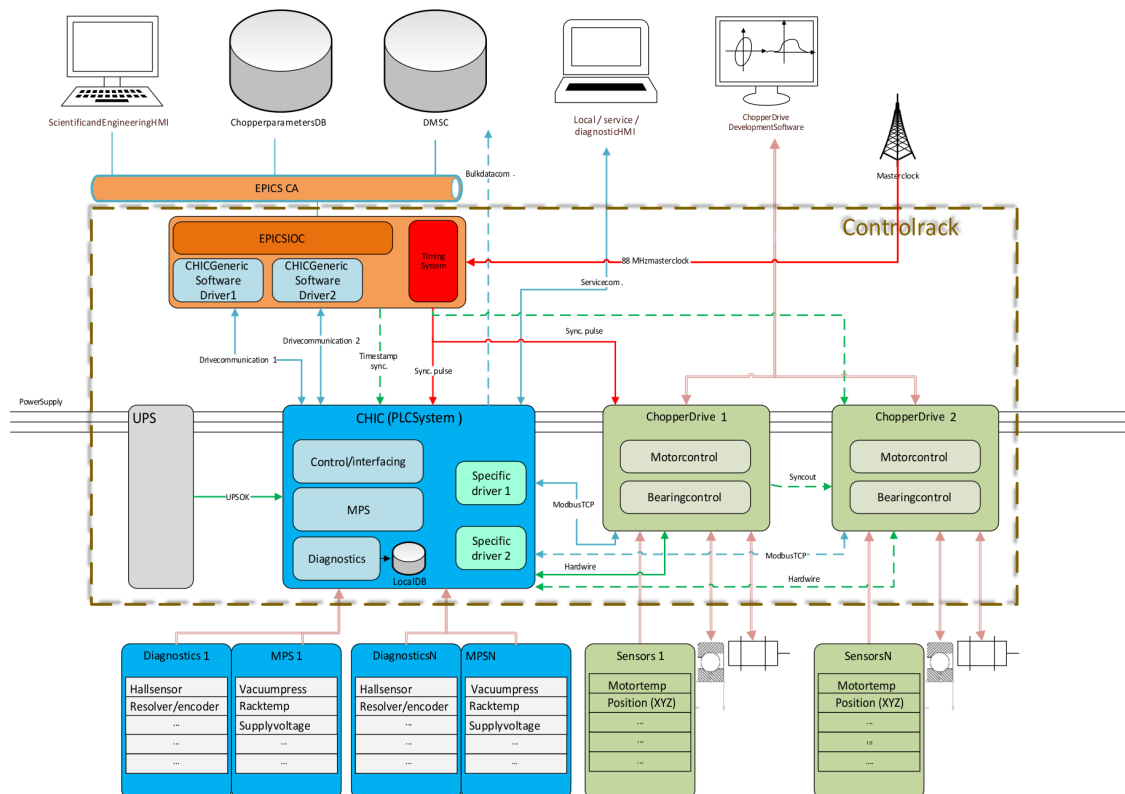 ScientificandEngineeringHMI
ChopperparametersDB
DMSC
Local / service /
diagnosticHMI
ChopperDrive
DevelopmentSoftware
Masterclock
Bulkdatacom .
EPICS CA
Controlrack
EPICSIOC
CHICGeneric
Software
Driver1
CHICGeneric
Software
Driver2
Timing
System
88 MHzmasterclock
Servicecom .
Drivecommunication 1
Drivecommunication 2
Timestamp
sync.
Sync. pulse
Sync. pulse
PowerSupply
UPS
UPSOK
CHIC (PLCSystem )
Control/interfacing
MPS
Diagnostics
LocalDB
Specific
driver 1
Specific
driver 2
ModbusTCP
Hardwire
ChopperDrive 1
Motorcontrol
Bearingcontrol
Syncout
ChopperDrive 2
Motorcontrol
Bearingcontrol
ModbusTCP
Hardwire
Diagnostics 1
Hallsensor
Resolver/encoder
...
...
...
MPS 1
Vacuumpress
Racktemp
Supplyvoltage
...
...
DiagnosticsN
Hallsensor
Resolver/encoder
...
...
...
MPSN
Vacuumpress
Racktemp
Supplyvoltage
...
...
Sensors 1
Motortemp
Position (XYZ)
...
...
...
SensorsN
Motortemp
Position (XYZ)
...
...
....